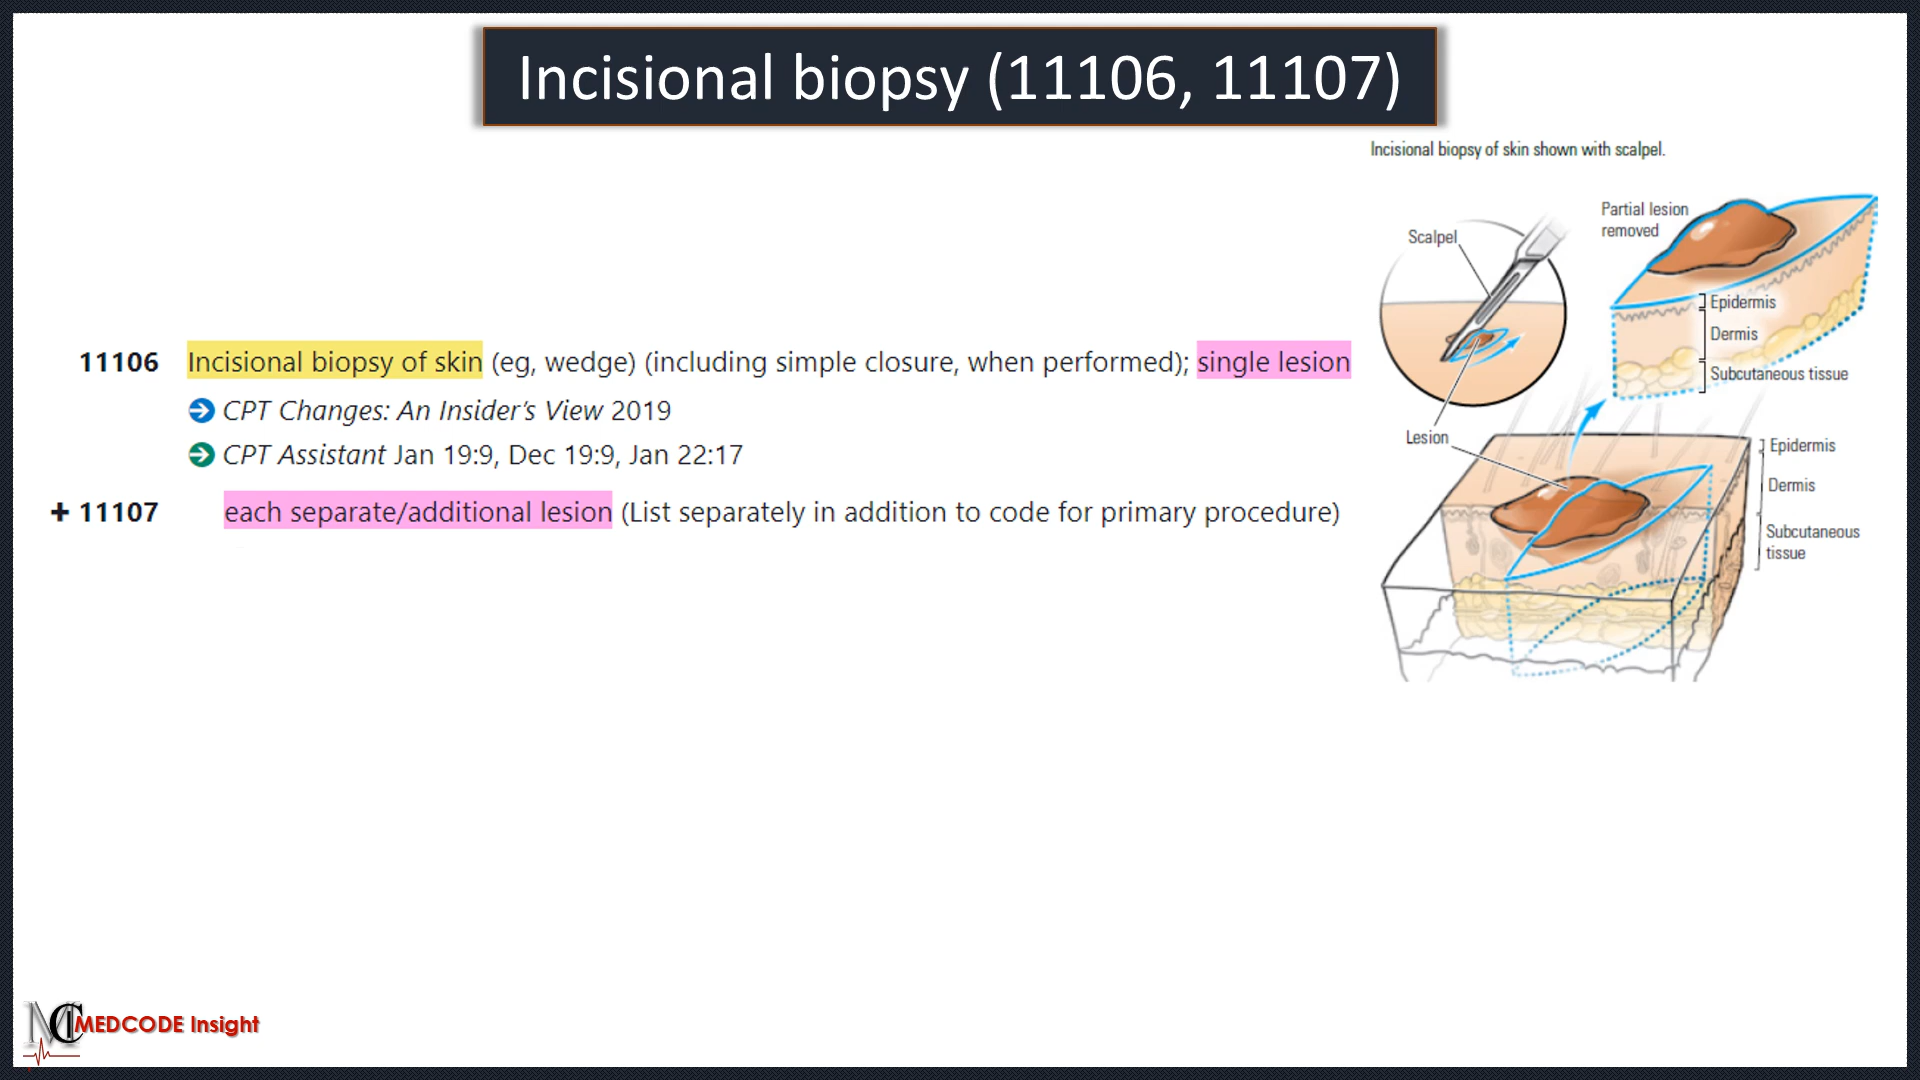 Incisional biopsy (11106, 11107)
Incisional biopsy of skin shown with scalpel.
Partial lesion
removed
Scalpel
Epidermis
Dermis
Subcutaneous tissue
Lesion
Epidermis
Dermis
Subcutaneous
tissue
11106 Incisional biopsy of skin (eg, wedge) (including simple closure, when performed); single lesion
CPT Changes: An Insider’s View 2019
CPT Assistant Jan 19:9, Dec 19:9, Jan 22:17
+ 11107 each separate/additional lesion (List separately in addition to code for primary procedure)
MC
MEDCODE Insight